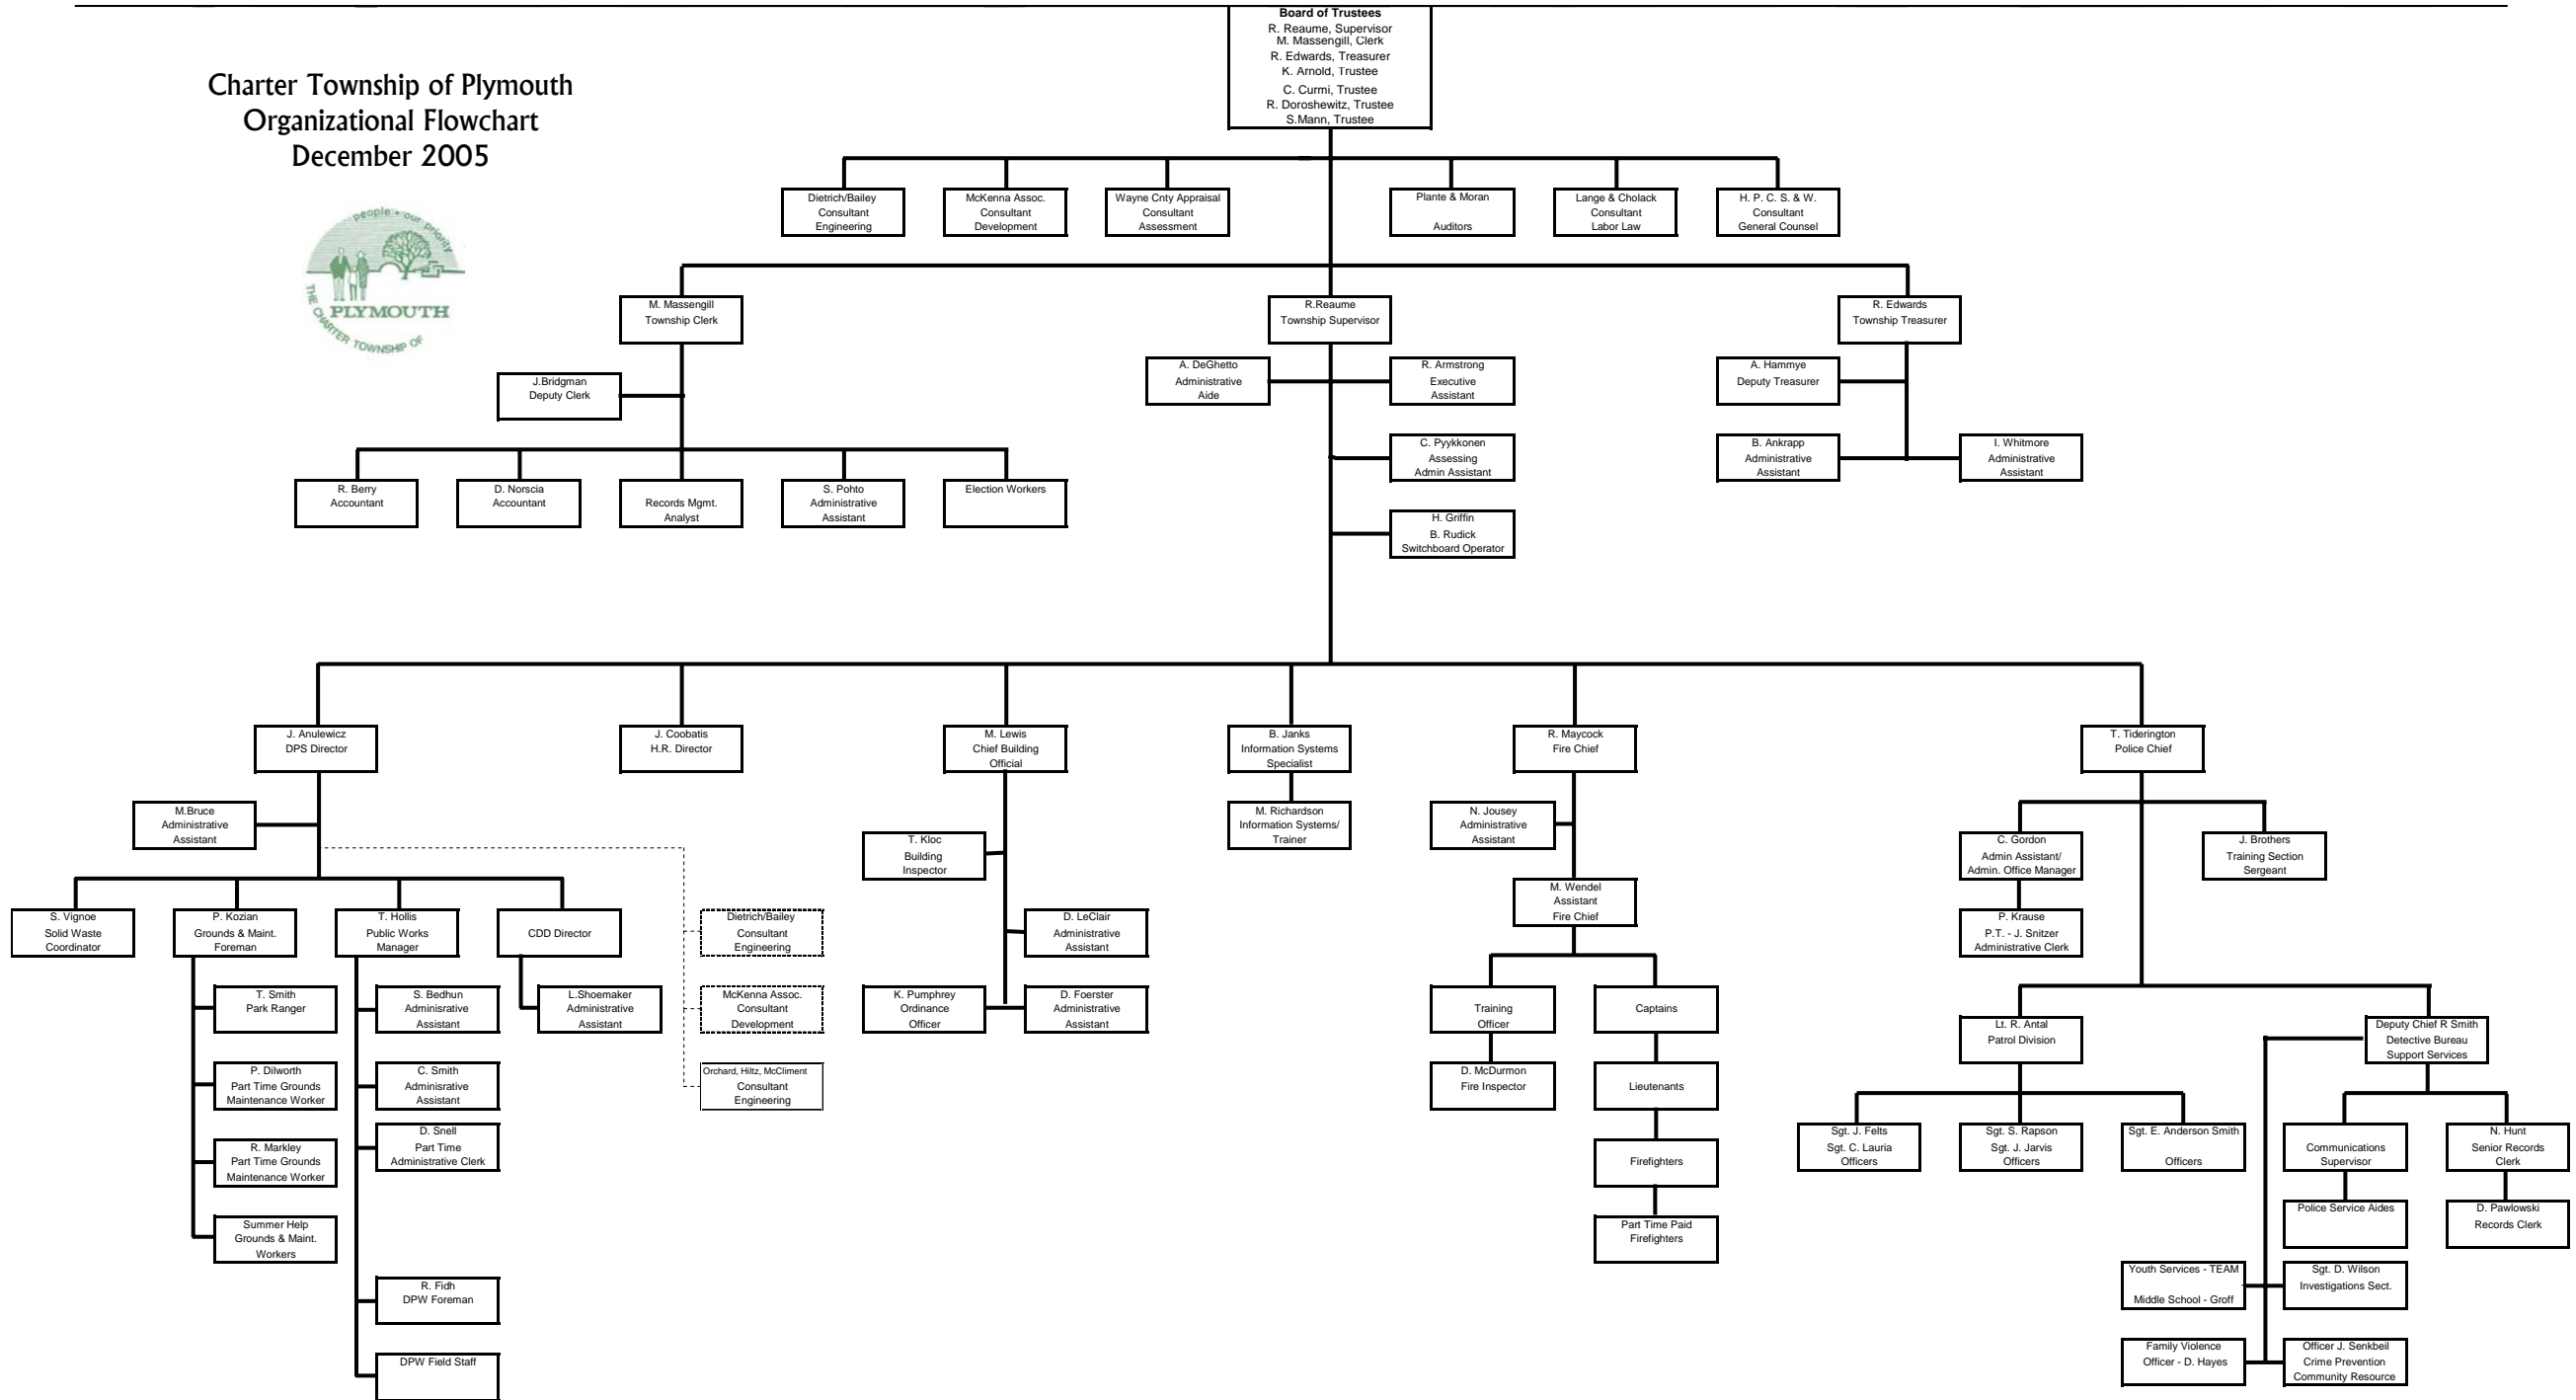 Board of Trustees
R. Reaume, Supervisor
M. Massengill, Clerk
R. Edwards, Treasurer
K. Arnold, Trustee
C. Curmi, Trustee
R. Doroshewitz, Trustee
S.Mann, Trustee
Charter Township of Plymouth
Organizational Flowchart
December 2005
people • our priority
PLYMOUTH
THE CHARTER TOWNSHIP OF
Dietrich/Bailey
Consultant
Engineering
McKenna Assoc.
Consultant
Development
Wayne Cnty Appraisal
Consultant
Assessment
Plante & Moran
Auditors
Lange & Cholack
Consultant
Labor Law
H. P. C. S. & W.
Consultant
General Counsel
M. Massengill
Township Clerk
R.Reaume
Township Supervisor
R. Edwards
Township Treasurer
J.Bridgman
Deputy Clerk
A. DeGhetto
Administrative
Aide
R. Armstrong
Executive
Assistant
A. Hammye
Deputy Treasurer
C. Pyykkonen
Assessing
Admin Assistant
B. Ankrapp
Administrative
Assistant
I. Whitmore
Administrative
Assistant
R. Berry
Accountant
D. Norscia
Accountant
Records Mgmt.
Analyst
S. Pohto
Administrative
Assistant
Election Workers
H. Griffin
B. Rudick
Switchboard Operator
J. Anulewicz
DPS Director
J. Coobatis
H.R. Director
M. Lewis
Chief Building
Official
B. Janks
Information Systems
Specialist
R. Maycock
Fire Chief
T. Tiderington
Police Chief
M.Bruce
Administrative
Assistant
T. Kloc
Building
Inspector
M. Richardson
Information Systems/
Trainer
N. Jousey
Administrative
Assistant
C. Gordon
Admin Assistant/
Admin. Office Manager
J. Brothers
Training Section
Sergeant
M. Wendel
Assistant
Fire Chief
S. Vignoe
Solid Waste
Coordinator
P. Kozian
Grounds & Maint.
Foreman
T. Hollis
Public Works
Manager
CDD Director
Dietrich/Bailey
Consultant
Engineering
D. LeClair
Administrative
Assistant
P. Krause
P.T. - J. Snitzer
Administrative Clerk
T. Smith
Park Ranger
S. Bedhun
Adminisrative
Assistant
L.Shoemaker
Administrative
Assistant
McKenna Assoc.
Consultant
Development
K. Pumphrey
Ordinance
Officer
D. Foerster
Administrative
Assistant
Training
Officer
Captains
Lt. R. Antal
Patrol Division
Deputy Chief R Smith
Detective Bureau
Support Services
P. Dilworth
Part Time Grounds
Maintenance Worker
C. Smith
Adminisrative
Assistant
Orchard, Hiltz, McCliment
Consultant
Engineering
D. McDurmon
Fire Inspector
Lieutenants
R. Markley
Part Time Grounds
Maintenance Worker
D. Snell
Part Time
Administrative Clerk
Firefighters
Sgt. J. Felts
Sgt. C. Lauria
Officers
Sgt. S. Rapson
Sgt. J. Jarvis
Officers
Sgt. E. Anderson Smith
Officers
Communications
Supervisor
N. Hunt
Senior Records
Clerk
Summer Help
Grounds & Maint.
Workers
Part Time Paid
Firefighters
Police Service Aides
D. Pawlowski
Records Clerk
R. Fidh
DPW Foreman
Youth Services - TEAM
Middle School - Groff
Sgt. D. Wilson
Investigations Sect.
DPW Field Staff
Family Violence
Officer - D. Hayes
Officer J. Senkbeil
Crime Prevention
Community Resource